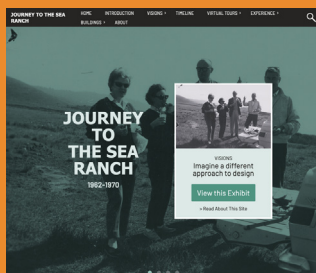 JOURNEY TO THE SEA RANCH
HOME INTRODUCTION VISIONS TIMELINE VIRTUAL TOURS EXPERIENCE
BUILDINGS ABOUT
JOURNEY
TO
THE SEA
RANCH
1962–1970
VISIONS
Imagine a different
approach to design
View this Exhibit
» Read About This Site